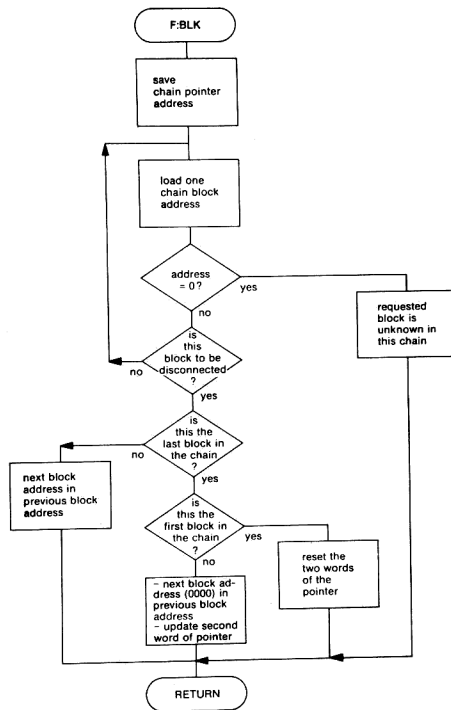 F:BLK
save
chain pointer
address
load one
chain block
address
address
= 0?
yes
no
requested
block is
unknown in
this chain
is
this
block to be
disconnected
?
no
yes
is
this the
last block in
the chain
?
no
yes
next block
address in
previous block
address
is
this the
first block in
the chain
?
yes
no
reset the
two words
of the
pointer
– next block ad-
dress (0000) in
previous block
address
– update second
word of pointer
RETURN